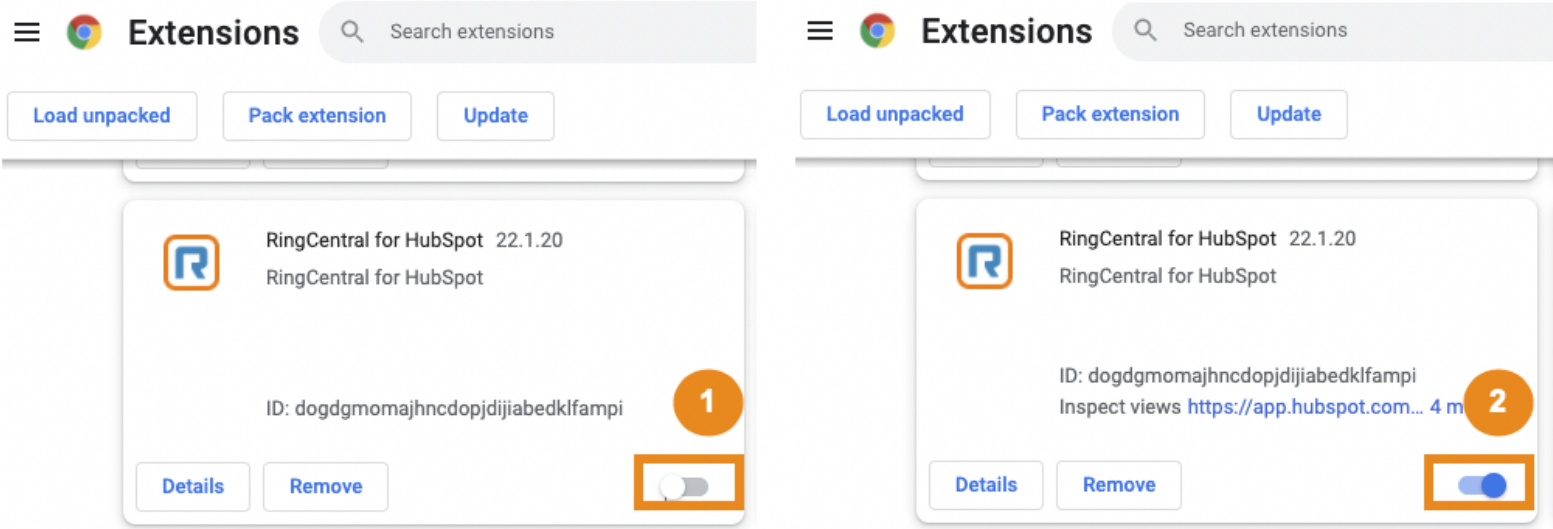 Extensions
Search extensions
Load unpacked
Pack extension
Update
RingCentral for HubSpot 22.1.20
RingCentral for HubSpot
ID: dogdgmomajhncdopjdijiabedklfampi
1
Details
Remove
Extensions
Search extensions
Load unpacked
Pack extension
Update
RingCentral for HubSpot 22.1.20
RingCentral for HubSpot
ID: dogdgmomajhncdopjdijiabedklfampi
Inspect views https://app.hubspot.com... 4 m
2
Details
Remove